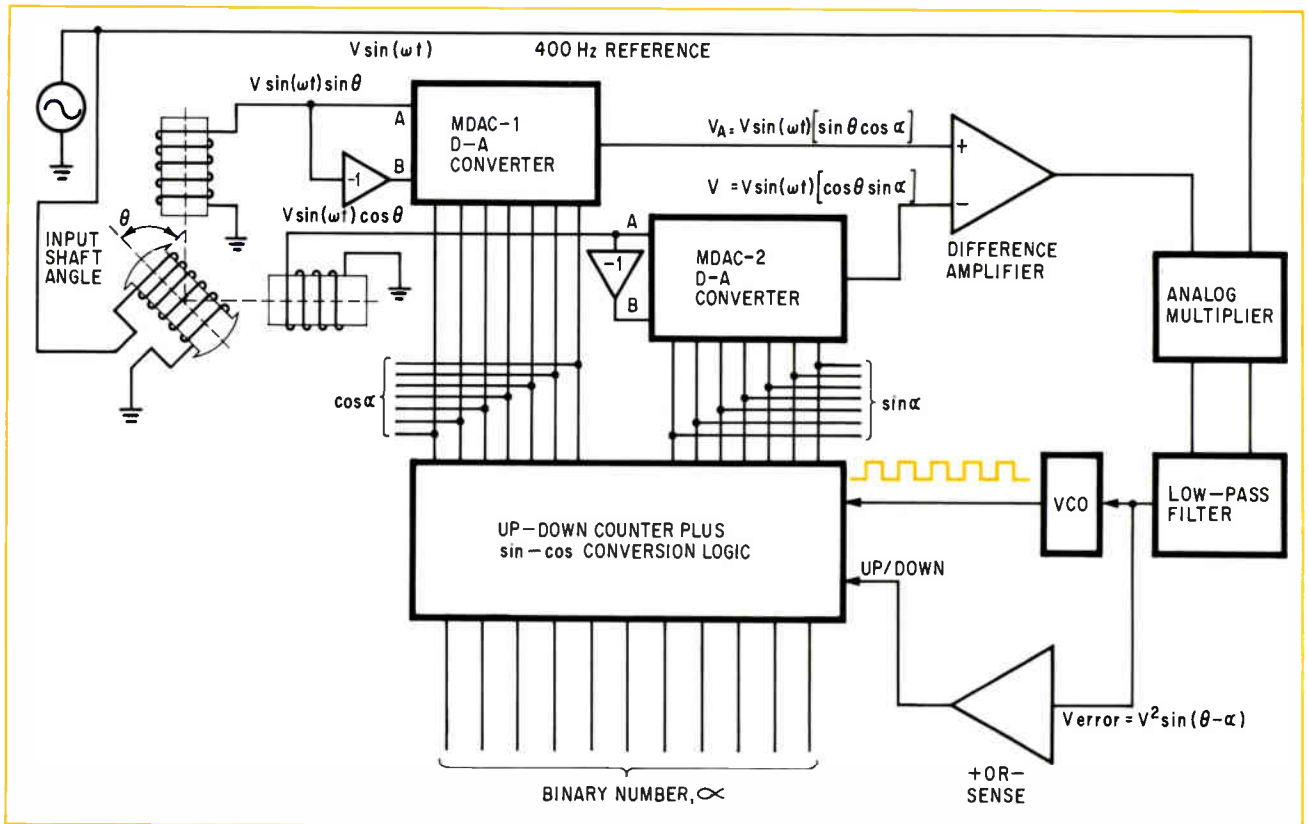 V sin(ωt)
400 Hz REFERENCE
V sin(ωt) sin θ
A
MDAC-1
D-A
CONVERTER
-1
B
V_A = V sin(ωt) [sin θ cos α]
+
V = V sin(ωt) [cos θ sin α]
−
DIFFERENCE
AMPLIFIER
V sin(ωt) cos θ
A
-1
B
MDAC-2
D-A
CONVERTER
θ
INPUT
SHAFT
ANGLE
ANALOG
MULTIPLIER
cos α
sin α
UP-DOWN COUNTER PLUS
sin-cos CONVERSION LOGIC
VCO
LOW-PASS
FILTER
UP/DOWN
V error = V² sin(θ-α)
+OR-
SENSE
BINARY NUMBER, α